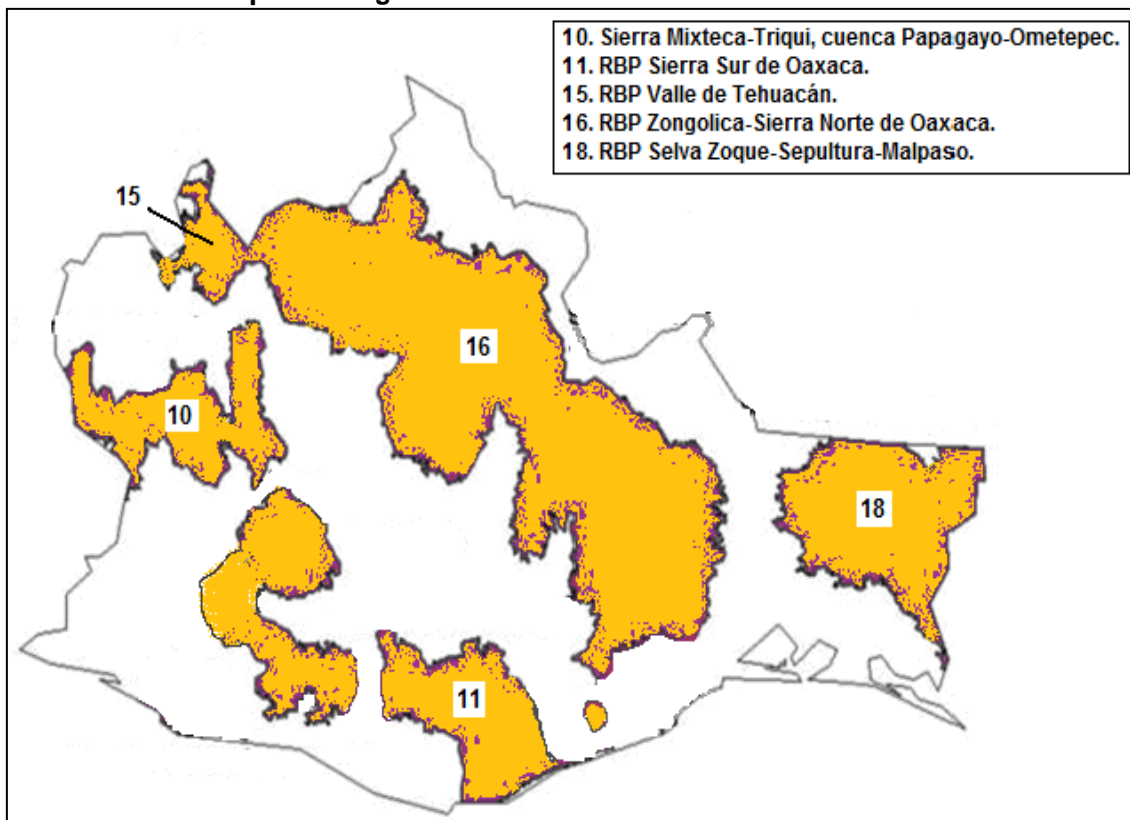 10. Sierra Mixteca-Triqui, cuenca Papagayo-Ometepec.
11. RBP Sierra Sur de Oaxaca.
15. RBP Valle de Tehuacán.
16. RBP Zongolica-Sierra Norte de Oaxaca.
18. RBP Selva Zoque-Sepultura-Malpaso.
15
16
10
18
11